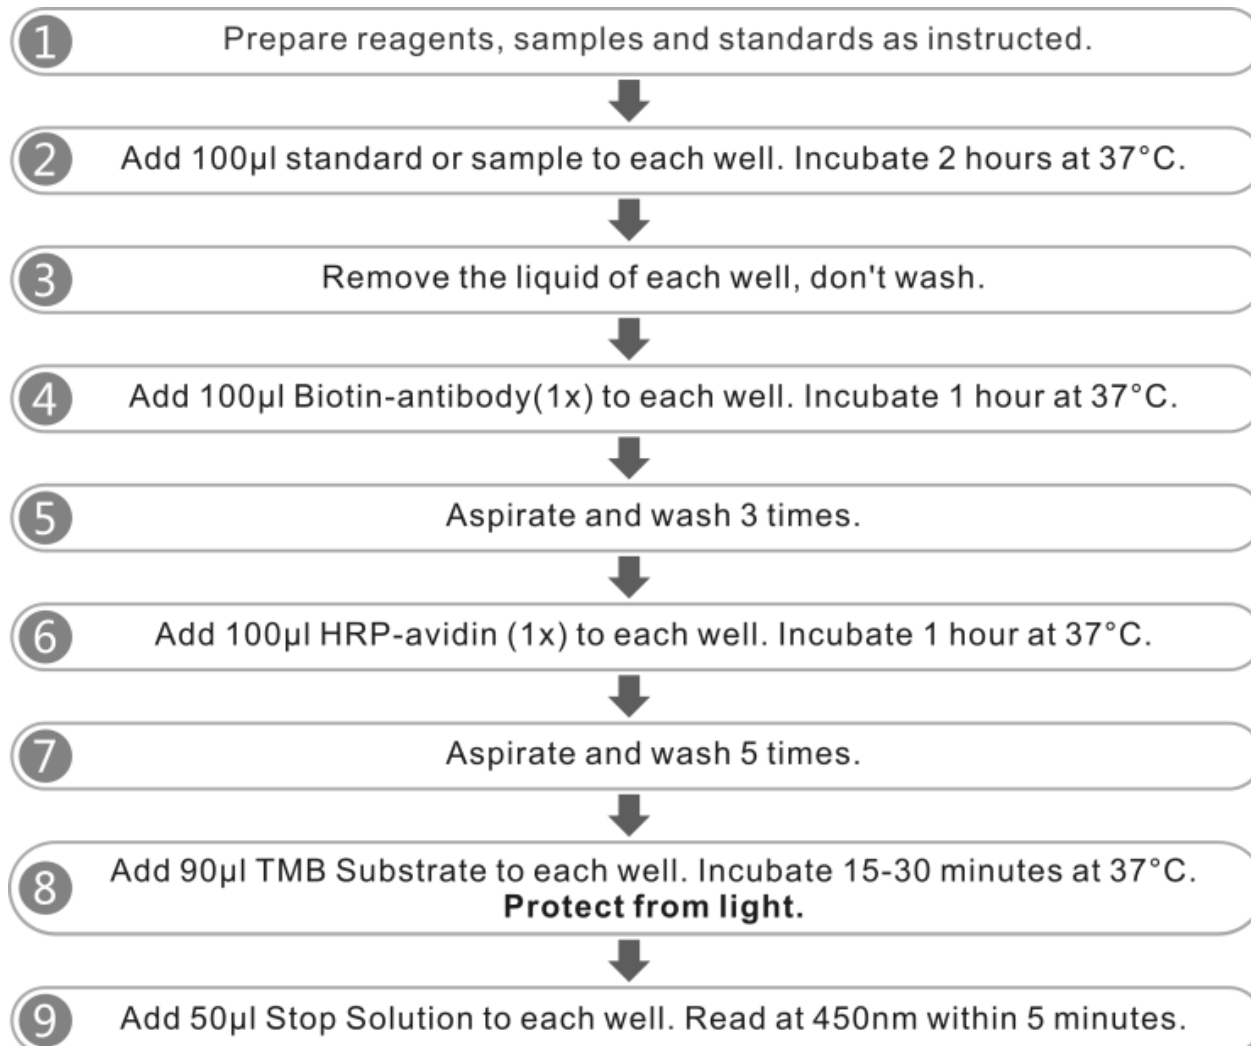 1 Prepare reagents, samples and standards as instructed.
2 Add 100μl standard or sample to each well. Incubate 2 hours at 37°C.
3 Remove the liquid of each well, don't wash.
4 Add 100μl Biotin-antibody(1x) to each well. Incubate 1 hour at 37°C.
5 Aspirate and wash 3 times.
6 Add 100μl HRP-avidin (1x) to each well. Incubate 1 hour at 37°C.
7 Aspirate and wash 5 times.
8 Add 90μl TMB Substrate to each well. Incubate 15-30 minutes at 37°C.
Protect from light.
9 Add 50μl Stop Solution to each well. Read at 450nm within 5 minutes.